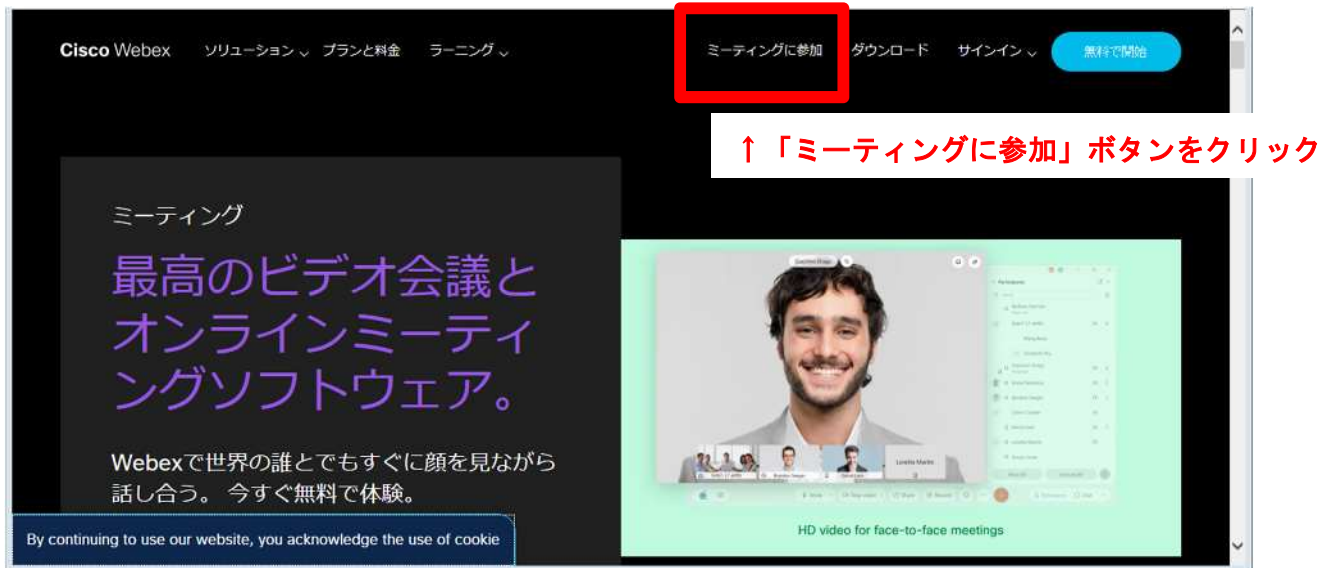 Cisco Webex ソリューション プランと料金 ラーニング ミーティングに参加 ダウンロード サインイン 無料で開始
↑「ミーティングに参加」ボタンをクリック
ミーティング
最高のビデオ会議と
オンラインミーティ
ングソフトウェア。
Webexで世界の誰とでもすぐに顔を見ながら
話し合う。 今すぐ無料で体験。
By continuing to use our website, you acknowledge the use of cookie
Loretta Martin
HD video for face-to-face meetings